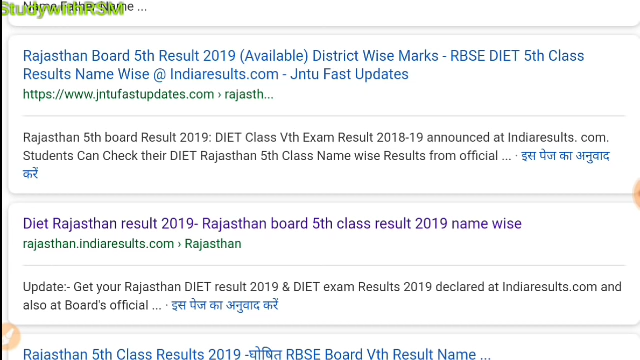 Name Father Name ...
StudywithRSM
Rajasthan Board 5th Result 2019 (Available) District Wise Marks - RBSE DIET 5th Class
Results Name Wise @ Indiaresults.com - Jntu Fast Updates
https://www.jntufastupdates.com › rajasth...
Rajasthan 5th board Result 2019: DIET Class Vth Exam Result 2018-19 announced at Indiaresults. com.
Students Can Check their DIET Rajasthan 5th Class Name wise Results from official ... · इस पेज का अनुवाद
करें
Diet Rajasthan result 2019- Rajasthan board 5th class result 2019 name wise
rajasthan.indiaresults.com › Rajasthan
Update:- Get your Rajasthan DIET result 2019 & DIET exam Results 2019 declared at Indiaresults.com and
also at Board's official ... · इस पेज का अनुवाद करें
Rajasthan 5th Class Results 2019 -घोषित RBSE Board Vth Result Name ...